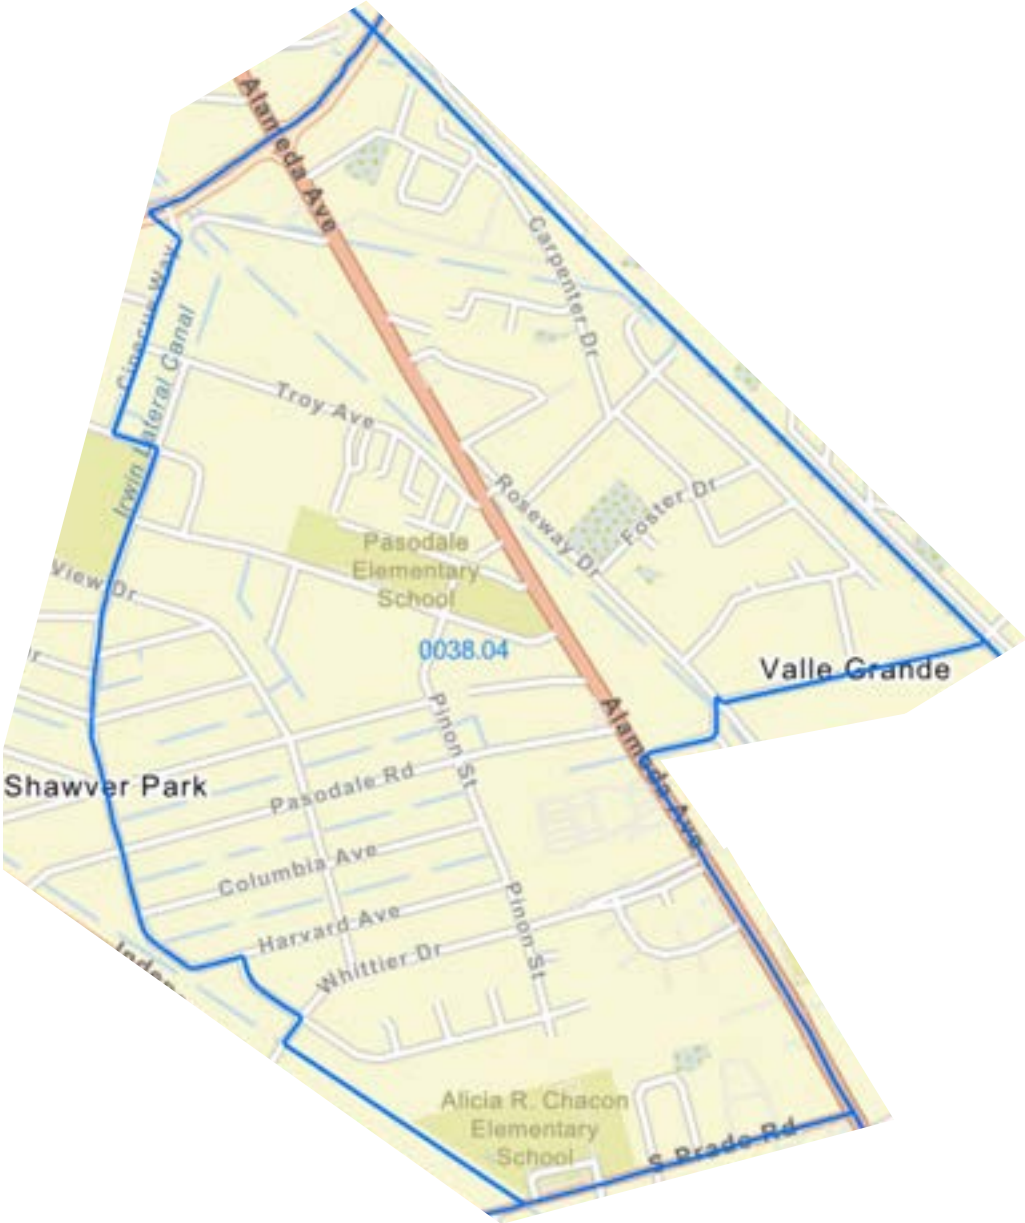 Alameda Ave
Carpenter Dr
Irwin Lateral Canal
Troy Ave
Roseway Dr
Foster Dr
Pasodale
Elementary
School
View Dr
0038.04
Valle Grande
Pinon St
Alameda Ave
Shawver Park
Pasodale Rd
Columbia Ave
Harvard Ave
Pinon St
Whittier Dr
Alicia R. Chacon
Elementary
School
S Prado Rd